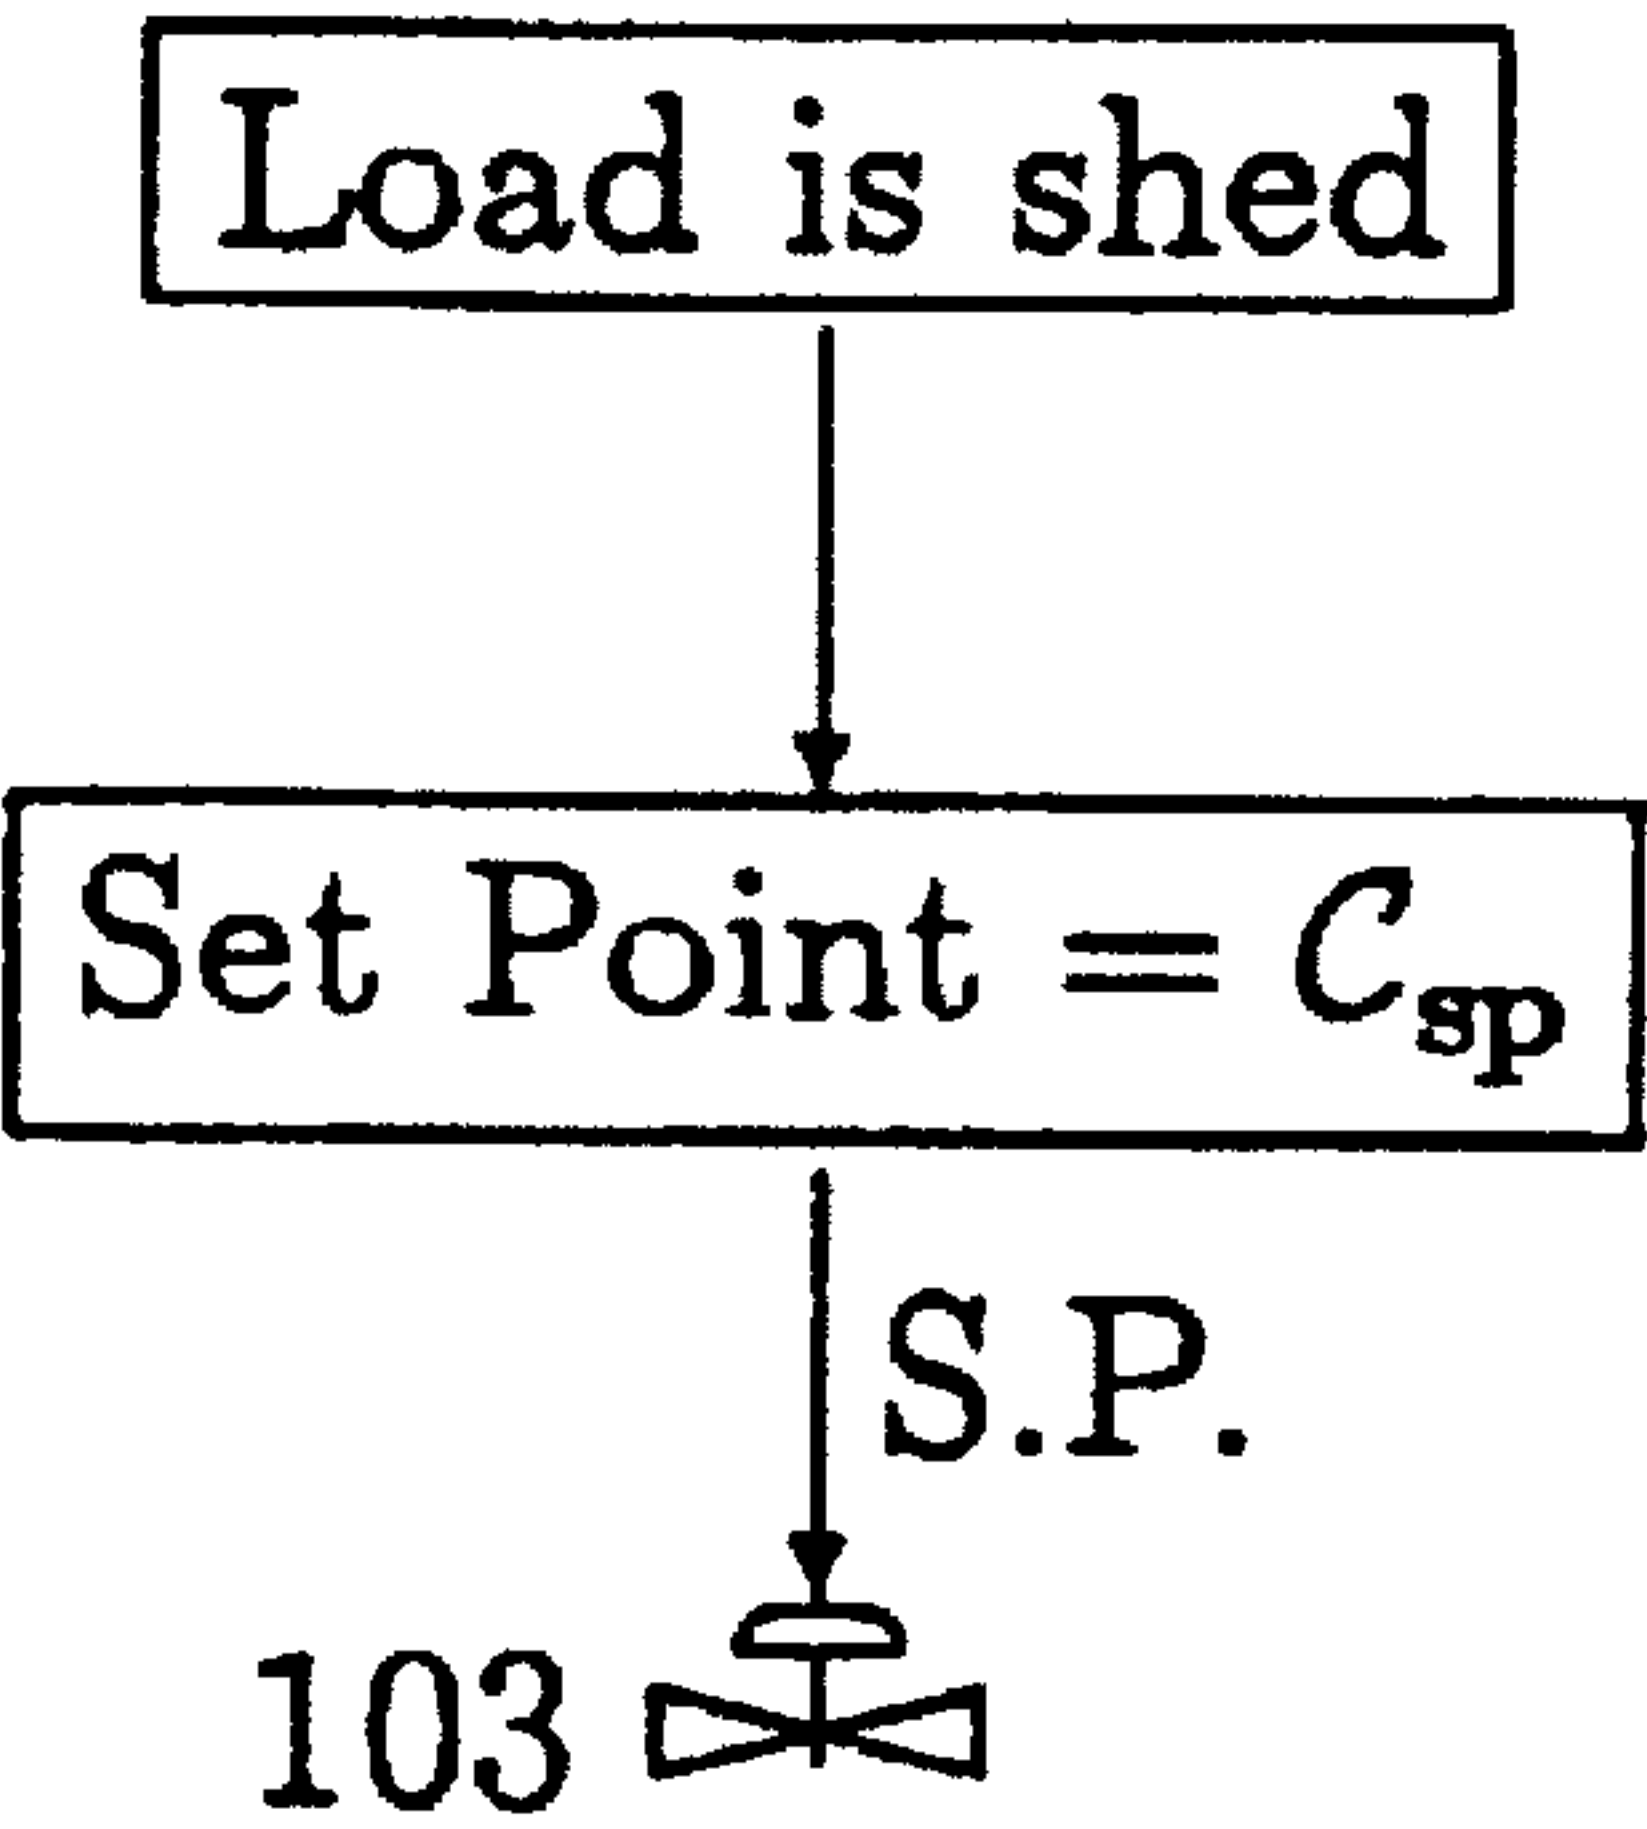 Load is shed
Set Point = C_sp
S.P.
103